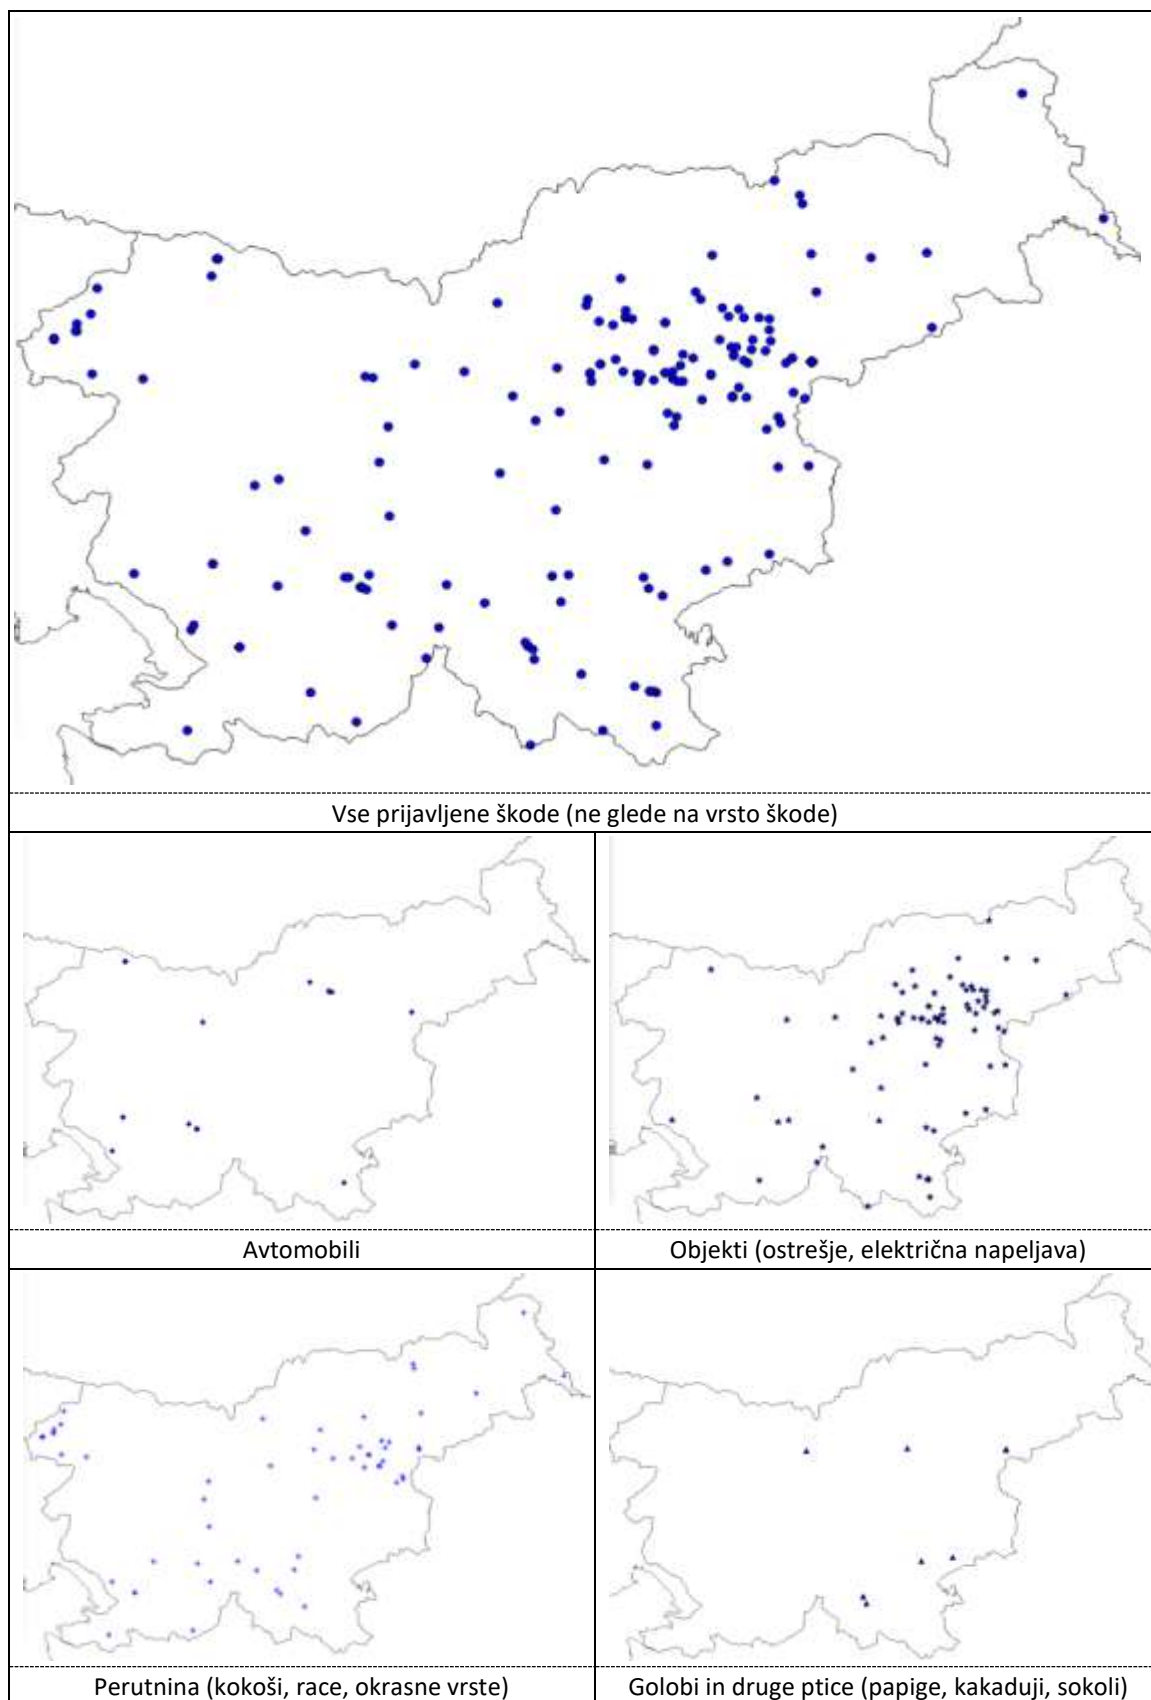 Vse prijavljene škode (ne glede na vrsto škode)
Avtomobili
Objekti (ostrešje, električna napeljava)
Perutnina (kokoši, race, okrasne vrste)
Golobi in druge ptice (papige, kakaduji, sokoli)